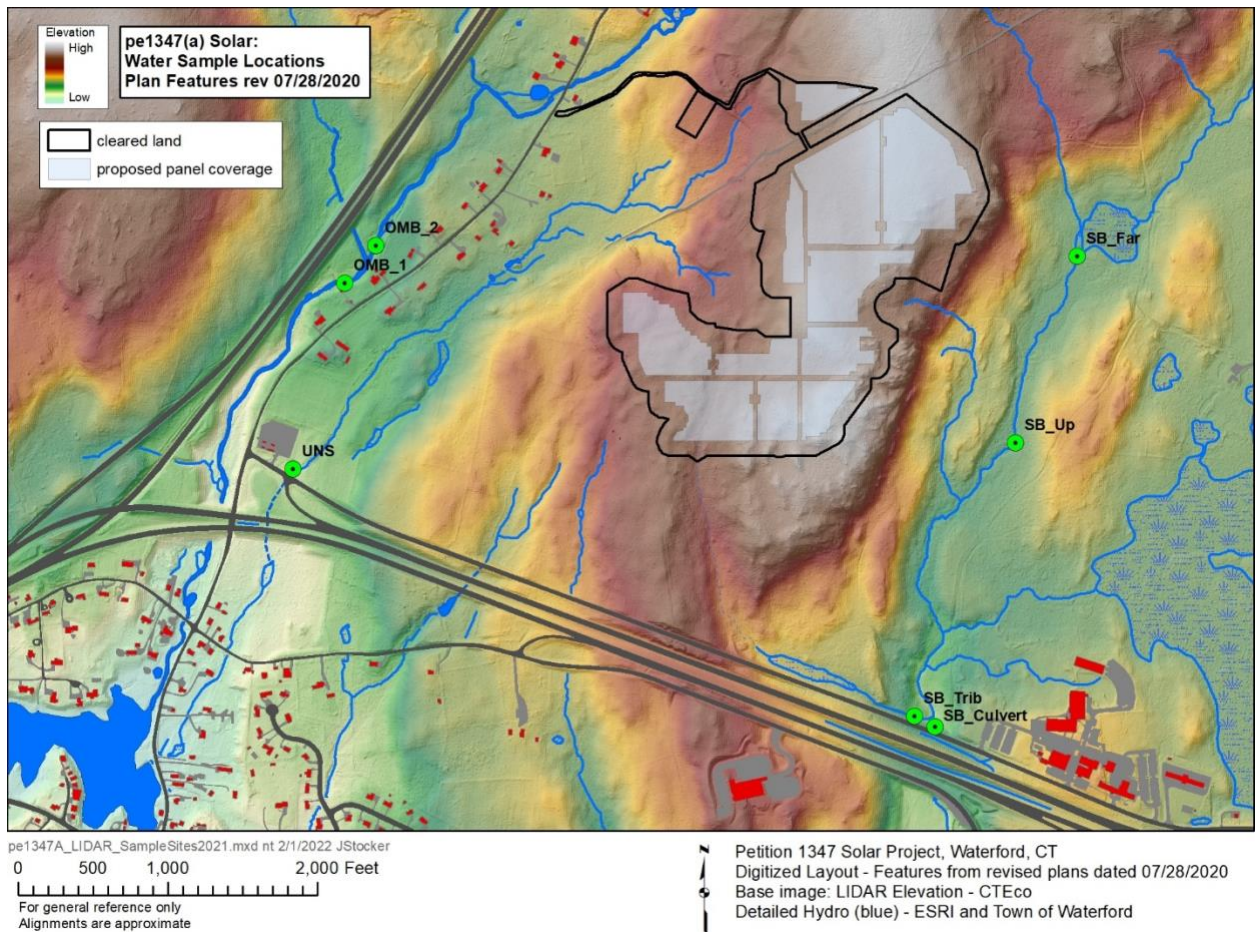 Elevation
High
Low
pe1347(a) Solar:
Water Sample Locations
Plan Features rev 07/28/2020
cleared land
proposed panel coverage
OMB_2
OMB_1
SB_Far
SB_Up
UNS
SB_Trib
SB_Culvert
pe1347A_LIDAR_SampleSites2021.mxd nt 2/1/2022 JStocker
0 500 1,000 2,000 Feet
For general reference only
Alignments are approximate
N
Petition 1347 Solar Project, Waterford, CT
Digitized Layout - Features from revised plans dated 07/28/2020
Base image: LIDAR Elevation - CTEco
Detailed Hydro (blue) - ESRI and Town of Waterford